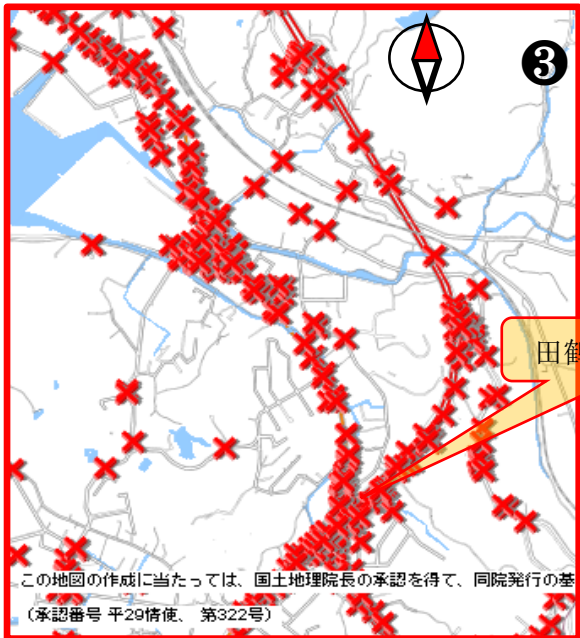 ❸
田鶴
この地図の作成に当たっては、国土地理院長の承認を得て、同院発行の基
（承認番号 平29情使、 第322号）